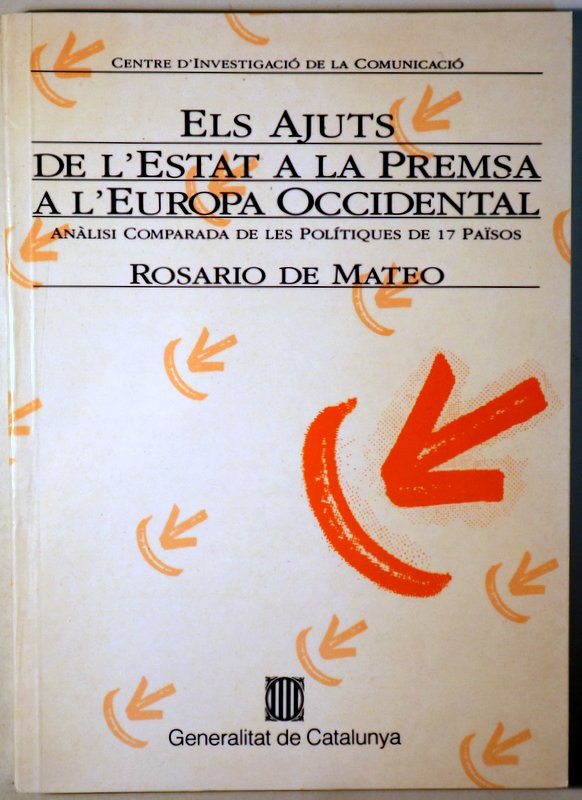 CENTRE D'INVESTIGACIÓ DE LA COMUNICACIÓ
ELS AJUTS
DE L'ESTAT A LA PREMSA
A L'EUROPA OCCIDENTAL
ANÀLISI COMPARADA DE LES POLÍTIQUES DE 17 PAÏSOS
ROSARIO DE MATEO
Generalitat de Catalunya